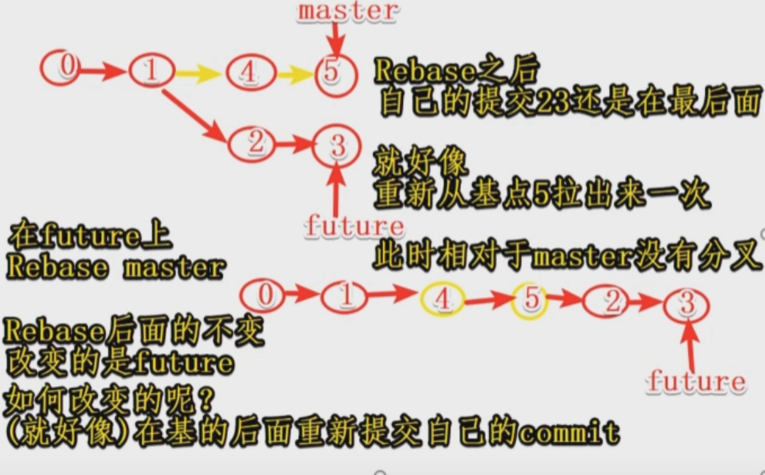 master
0 1 4 5
Rebase之后
自己的提交23还是在最后面
2 3
就好像
重新从基点5拉出来一次
future
在future上
Rebase master
此时相对于master没有分叉
0 1 4 5 2 3
Rebase后面的不变
改变的是future
future
如何改变的呢?
(就好像)在基的后面重新提交自己的commit